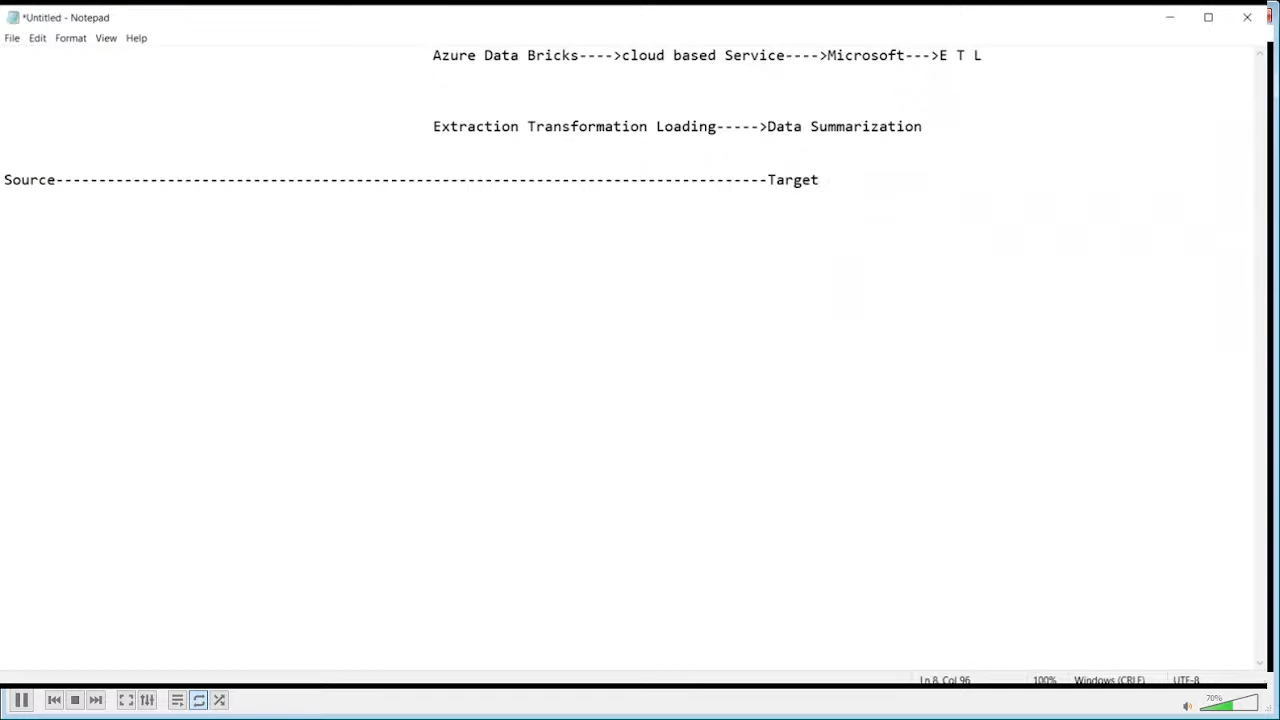 *Untitled - Notepad
File Edit Format View Help
Azure Data Bricks---->cloud based Service---->Microsoft--->E T L
Extraction Transformation Loading----->Data Summarization
Source-----------------------------------------------------------------------------------Target
Ln 8, Col 96 100% Windows (CRLF) UTF-8
70%